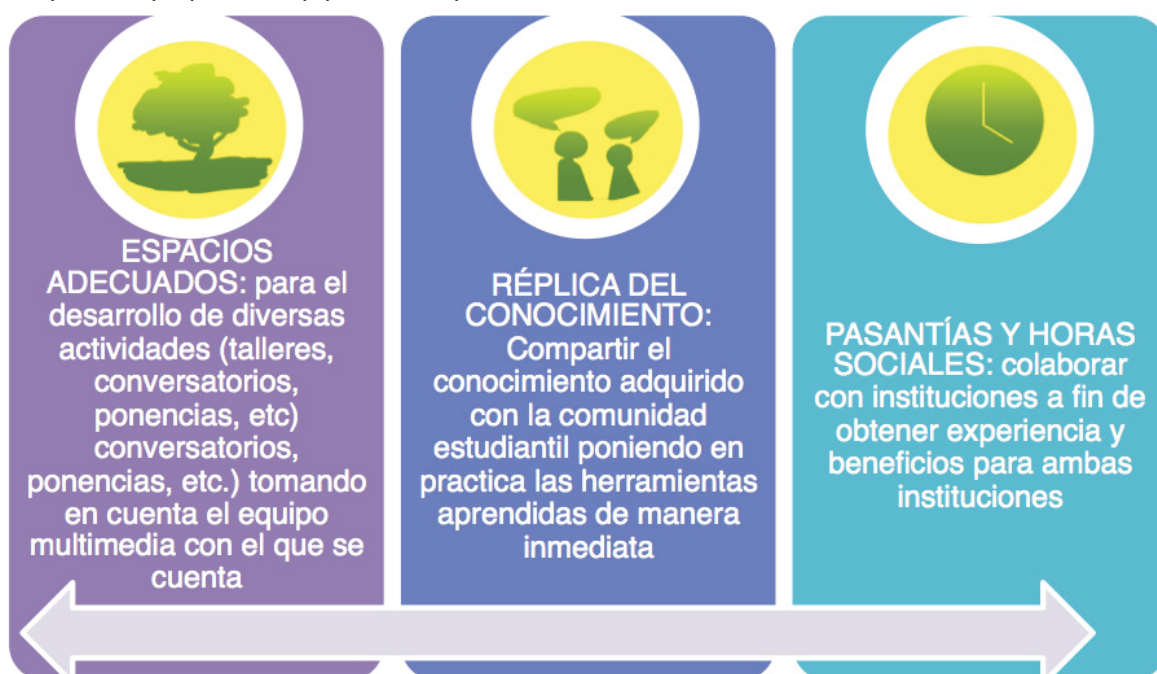 ESPACIOS
ADECUADOS: para el
desarrollo de diversas
actividades (talleres,
conversatorios,
ponencias, etc)
conversatorios,
ponencias, etc.) tomando
en cuenta el equipo
multimedia con el que se
cuenta
RÉPLICA DEL
CONOCIMIENTO:
Compartir el
conocimiento adquirido
con la comunidad
estudiantil poniendo en
practica las herramientas
aprendidas de manera
inmediata
PASANTÍAS Y HORAS
SOCIALES: colaborar
con instituciones a fin de
obtener experiencia y
beneficios para ambas
instituciones